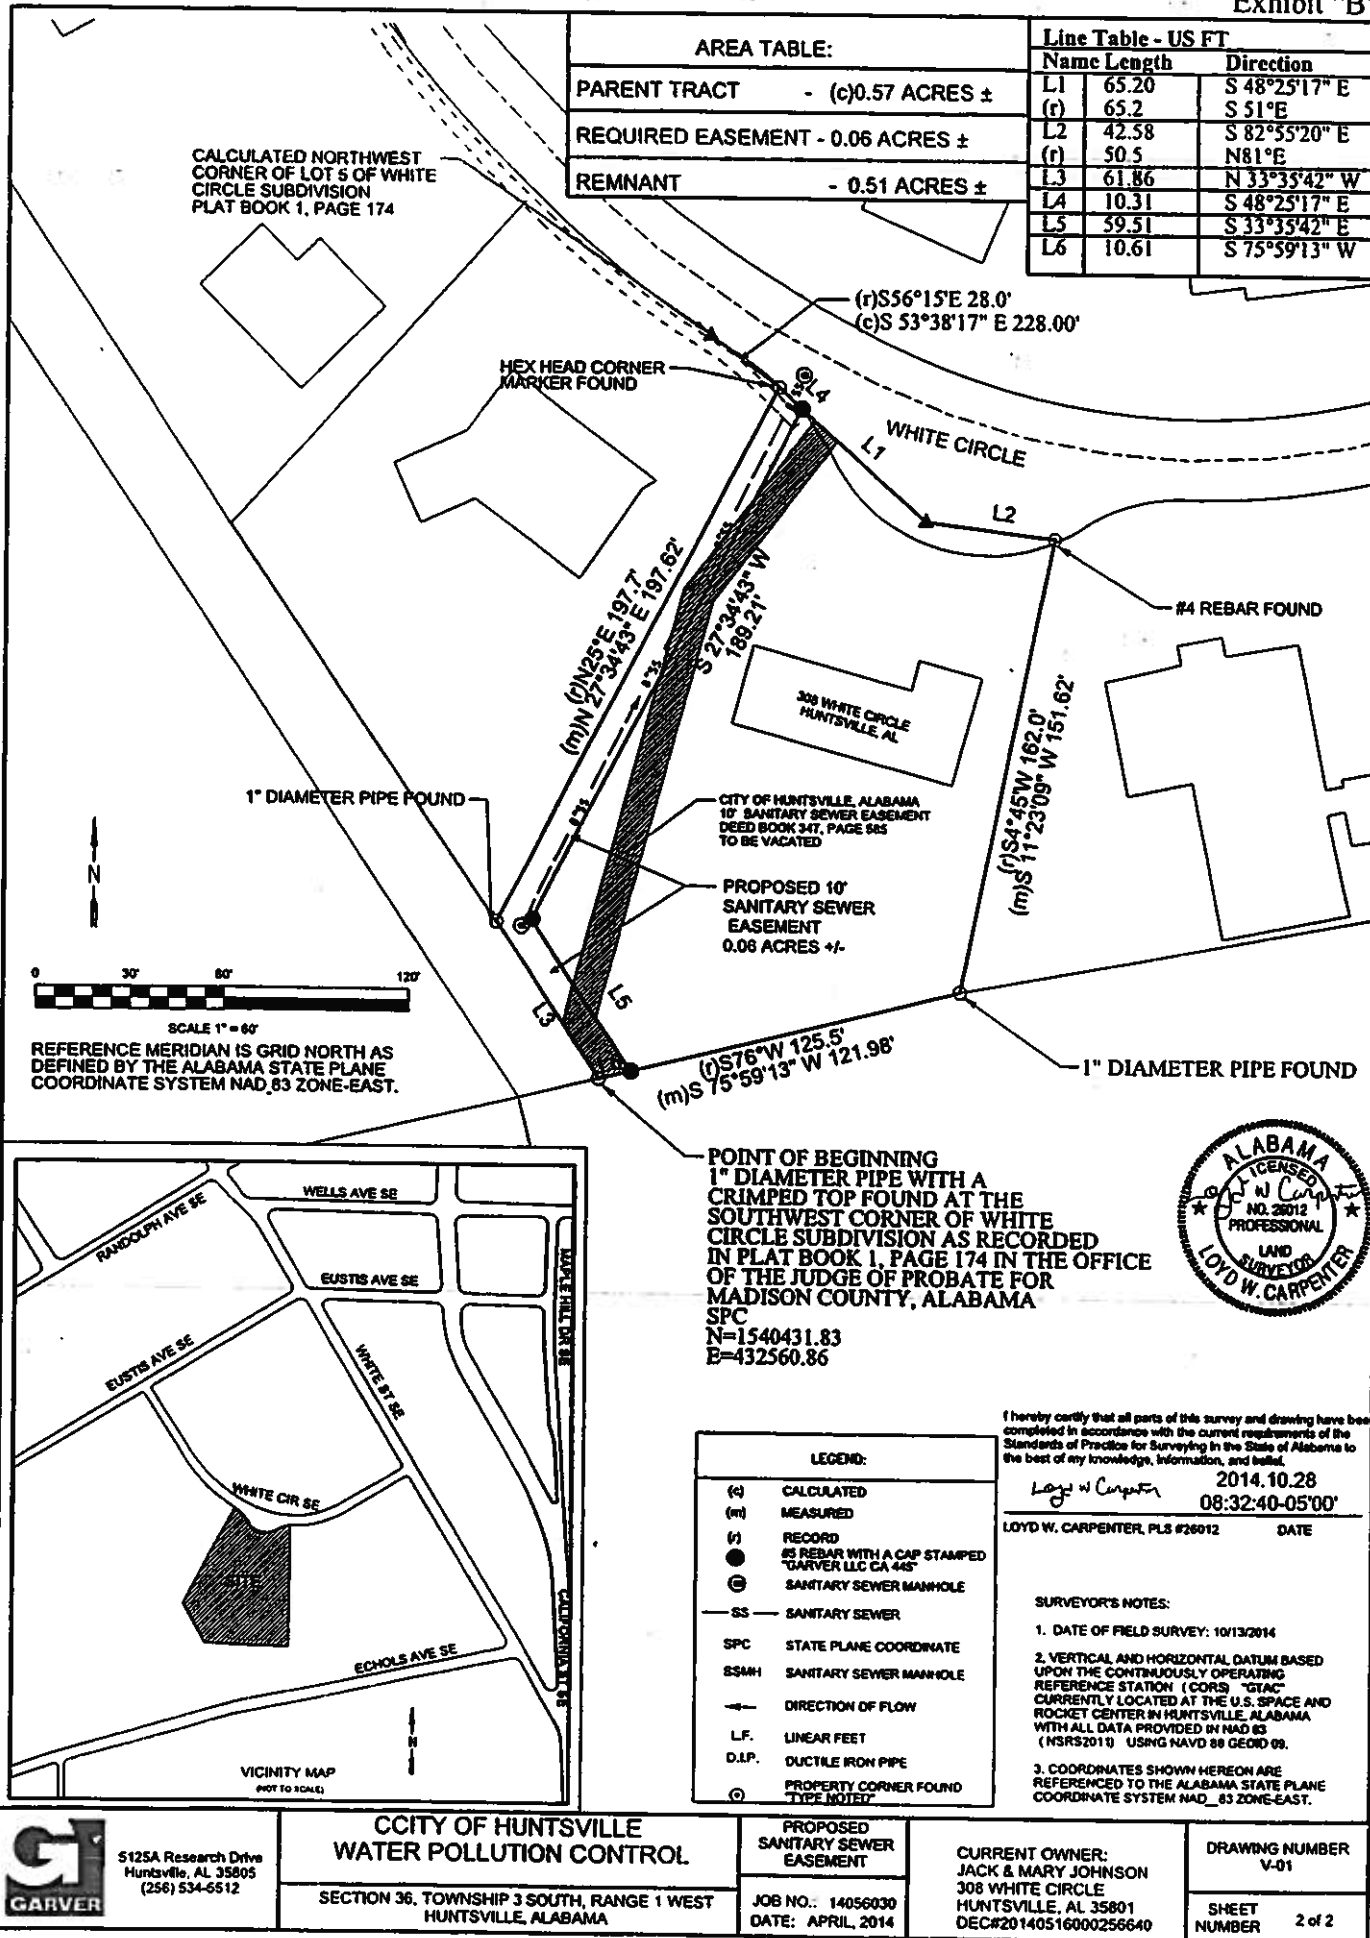 Exhibit "B"
AREA TABLE:
PARENT TRACT - (c)0.57 ACRES ±
REQUIRED EASEMENT - 0.06 ACRES ±
REMNANT - 0.51 ACRES ±
Line Table - US FT
Name Length Direction
L1 65.20 S 48°25'17" E
(r) 65.2 S 51°E
L2 42.58 S 82°55'20" E
(r) 50.5 N81°E
L3 61.86 N 33°35'42" W
L4 10.31 S 48°25'17" E
L5 59.51 S 33°35'42" E
L6 10.61 S 75°59'13" W
CALCULATED NORTHWEST
CORNER OF LOT 5 OF WHITE
CIRCLE SUBDIVISION
PLAT BOOK 1, PAGE 174
(r)S56°15'E 28.0'
(c)S 53°38'17" E 228.00'
HEX HEAD CORNER
MARKER FOUND
L4
SS
L1
WHITE CIRCLE
L2
#4 REBAR FOUND
(r)N25°E 197.7'
(m)N 27°34'43" E 197.62'
8"SS
S 27°34'43" W
189.21'
8"SS
308 WHITE CIRCLE
HUNTSVILLE, AL
(r)S4°45'W 162.0'
(m)S 11°23'09" W 151.62'
1" DIAMETER PIPE FOUND
8"SS
CITY OF HUNTSVILLE, ALABAMA
10' SANITARY SEWER EASEMENT
DEED BOOK 347, PAGE 585
TO BE VACATED
N
PROPOSED 10'
SANITARY SEWER
EASEMENT
0.06 ACRES +/-
0 30' 60' 120'
SCALE 1" = 60'
L3
L5
REFERENCE MERIDIAN IS GRID NORTH AS
DEFINED BY THE ALABAMA STATE PLANE
COORDINATE SYSTEM NAD_83 ZONE-EAST.
(r)S76°W 125.5'
(m)S 75°59'13" W 121.98'
1" DIAMETER PIPE FOUND
POINT OF BEGINNING
1" DIAMETER PIPE WITH A
CRIMPED TOP FOUND AT THE
SOUTHWEST CORNER OF WHITE
CIRCLE SUBDIVISION AS RECORDED
IN PLAT BOOK 1, PAGE 174 IN THE OFFICE
OF THE JUDGE OF PROBATE FOR
MADISON COUNTY, ALABAMA
SPC
N=1540431.83
E=432560.86
ALABAMA
LICENSED
NO. 26012
PROFESSIONAL
LAND
SURVEYOR
LOYD W. CARPENTER
WELLS AVE SE
RANDOLPH AVE SE
EUSTIS AVE SE
MAPLE HILL DR SE
EUSTIS AVE SE
WHITE ST SE
WHITE CIR SE
SITE
CALIFORNIA ST SE
ECHOLS AVE SE
N
VICINITY MAP
(NOT TO SCALE)
LEGEND:
(c) CALCULATED
(m) MEASURED
(r) RECORD
#5 REBAR WITH A CAP STAMPED
"GARVER LLC CA 445"
SANITARY SEWER MANHOLE
SS SANITARY SEWER
SPC STATE PLANE COORDINATE
SSMH SANITARY SEWER MANHOLE
DIRECTION OF FLOW
L.F. LINEAR FEET
D.I.P. DUCTILE IRON PIPE
PROPERTY CORNER FOUND
"TYPE NOTED"
I hereby certify that all parts of this survey and drawing have been
completed in accordance with the current requirements of the
Standards of Practice for Surveying in the State of Alabama to
the best of my knowledge, information, and belief.
Loyd W Carpenter
2014.10.28
08:32:40-05'00'
LOYD W. CARPENTER, PLS #26012 DATE
SURVEYOR'S NOTES:
1. DATE OF FIELD SURVEY: 10/13/2014
2. VERTICAL AND HORIZONTAL DATUM BASED
UPON THE CONTINUOUSLY OPERATING
REFERENCE STATION (CORS) "GTAC"
CURRENTLY LOCATED AT THE U.S. SPACE AND
ROCKET CENTER IN HUNTSVILLE, ALABAMA
WITH ALL DATA PROVIDED IN NAD 83
(NSRS2011) USING NAVD 88 GEOID 09.
3. COORDINATES SHOWN HEREON ARE
REFERENCED TO THE ALABAMA STATE PLANE
COORDINATE SYSTEM NAD_83 ZONE-EAST.
GARVER
5125A Research Drive
Huntsville, AL 35805
(256) 534-5512
CCITY OF HUNTSVILLE
WATER POLLUTION CONTROL
SECTION 36, TOWNSHIP 3 SOUTH, RANGE 1 WEST
HUNTSVILLE, ALABAMA
PROPOSED
SANITARY SEWER
EASEMENT
JOB NO.: 14056030
DATE: APRIL, 2014
CURRENT OWNER:
JACK & MARY JOHNSON
308 WHITE CIRCLE
HUNTSVILLE, AL 35801
DEC#20140516000256640
DRAWING NUMBER
V-01
SHEET
NUMBER 2 of 2